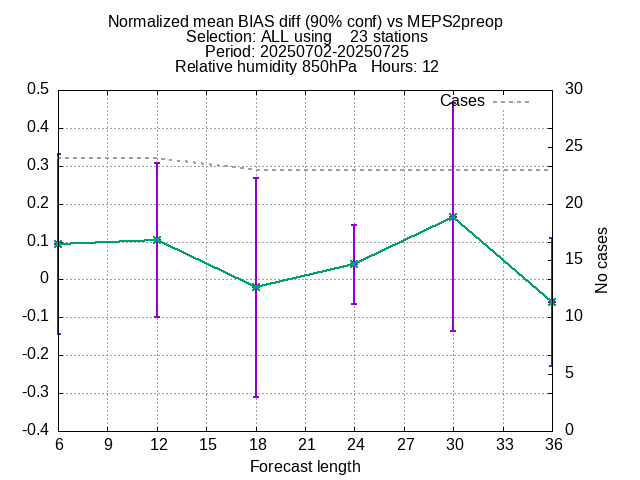 Normalized mean BIAS diff (90% conf) vs MEPS2preop
Selection: ALL using    23 stations
Period: 20250702-20250725
Relative humidity 850hPa   Hours: 12
Cases
0.5
0.4
0.3
0.2
0.1
0
-0.1
-0.2
-0.3
-0.4
30
25
20
15
10
5
0
No cases
6 9 12 15 18 21 24 27 30 33 36
Forecast length